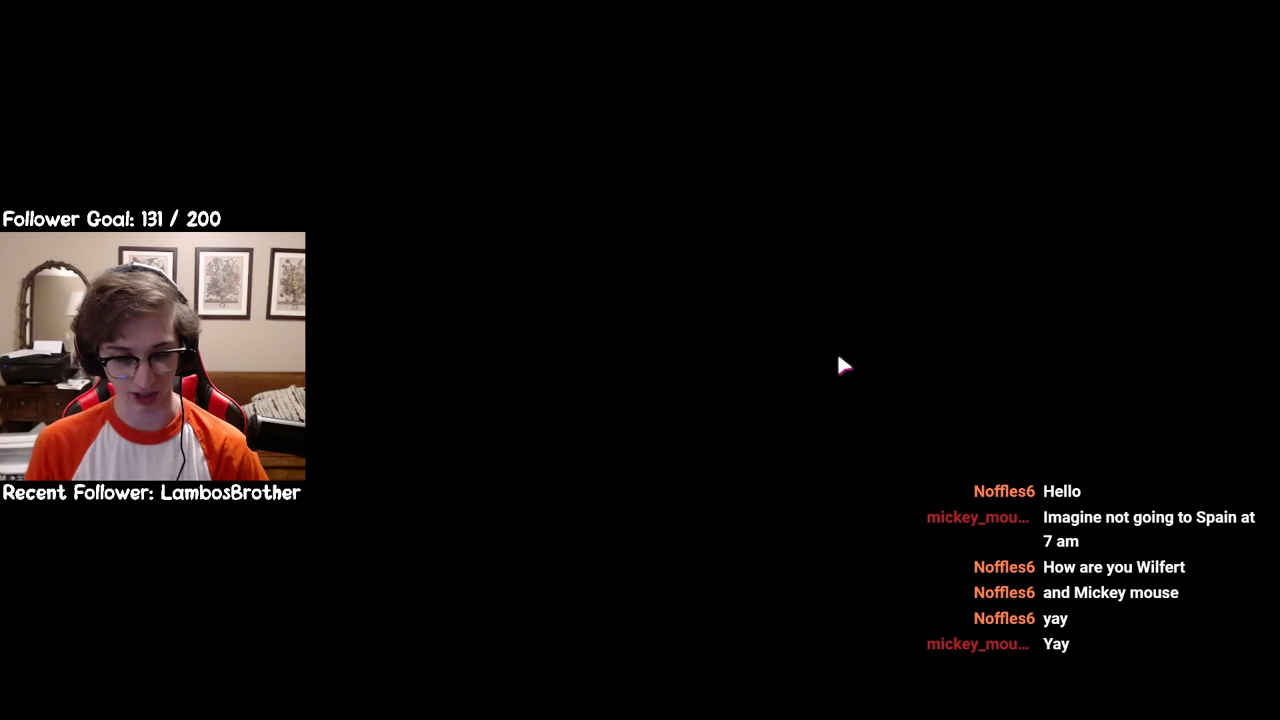 Follower Goal: 131 / 200
Recent Follower: LambosBrother
Noffles6 Hello
mickey_mou... Imagine not going to Spain at
7 am
Noffles6 How are you Wilfert
Noffles6 and Mickey mouse
Noffles6 yay
mickey_mou... Yay